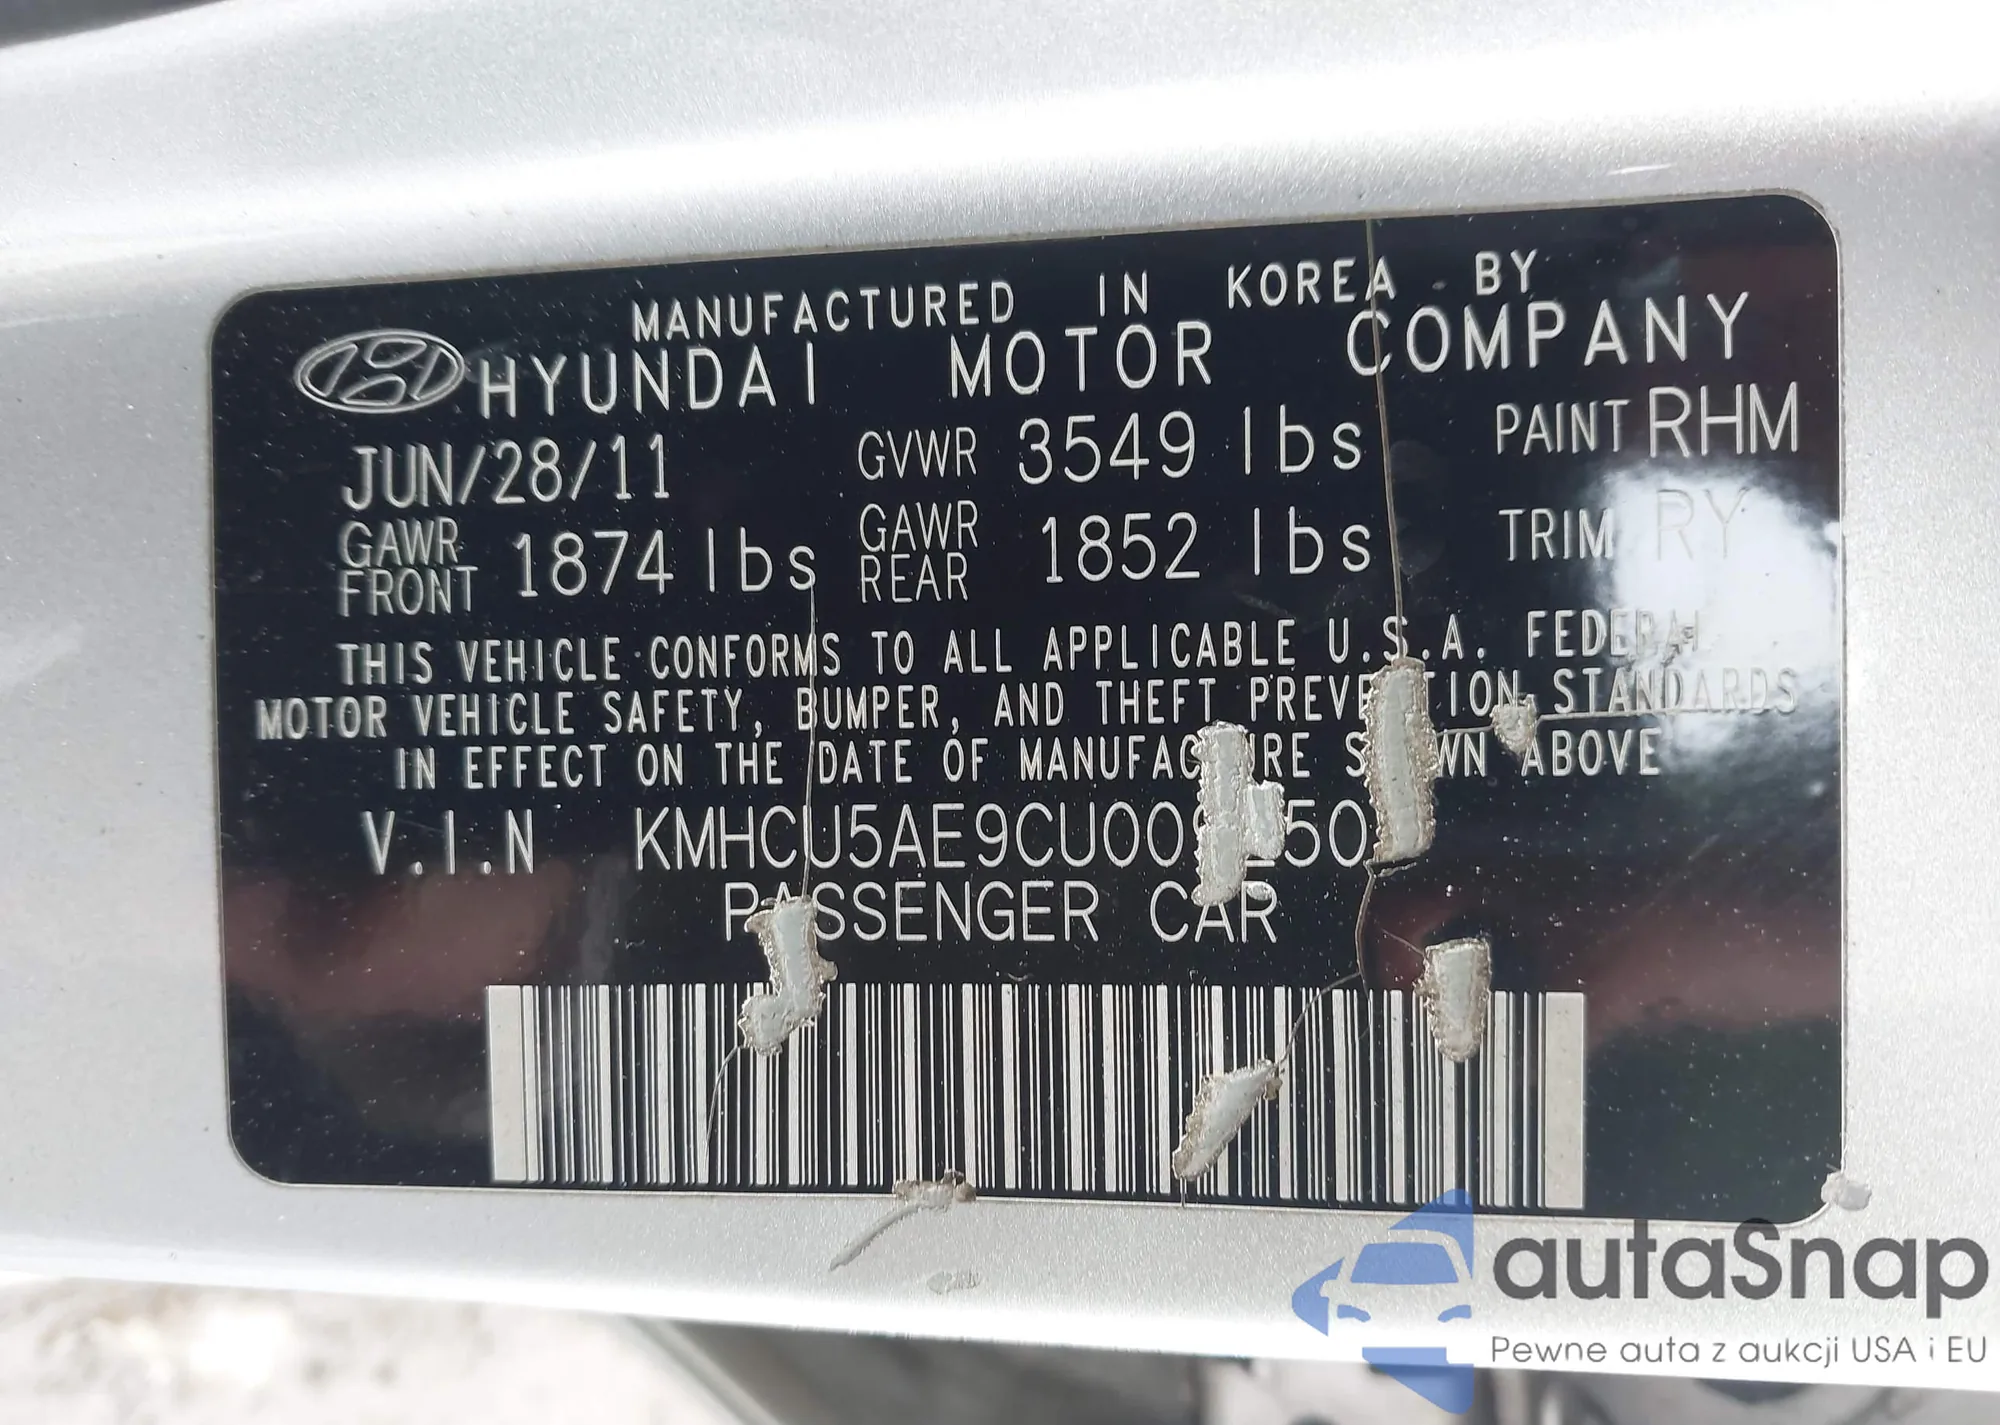 MANUFACTURED IN KOREA BY
HYUNDAI MOTOR COMPANY
JUN/28/11 GVWR 3549 lbs PAINT RHM
GAWR FRONT 1874 lbs GAWR REAR 1852 lbs TRIM RY
THIS VEHICLE CONFORMS TO ALL APPLICABLE U.S.A. FEDERAL
MOTOR VEHICLE SAFETY, BUMPER, AND THEFT PREVENTION STANDARDS
IN EFFECT ON THE DATE OF MANUFACTURE SHOWN ABOVE
V.I.N
PASSENGER CAR
autaSnap
Pewne auta z aukcji USA i EU